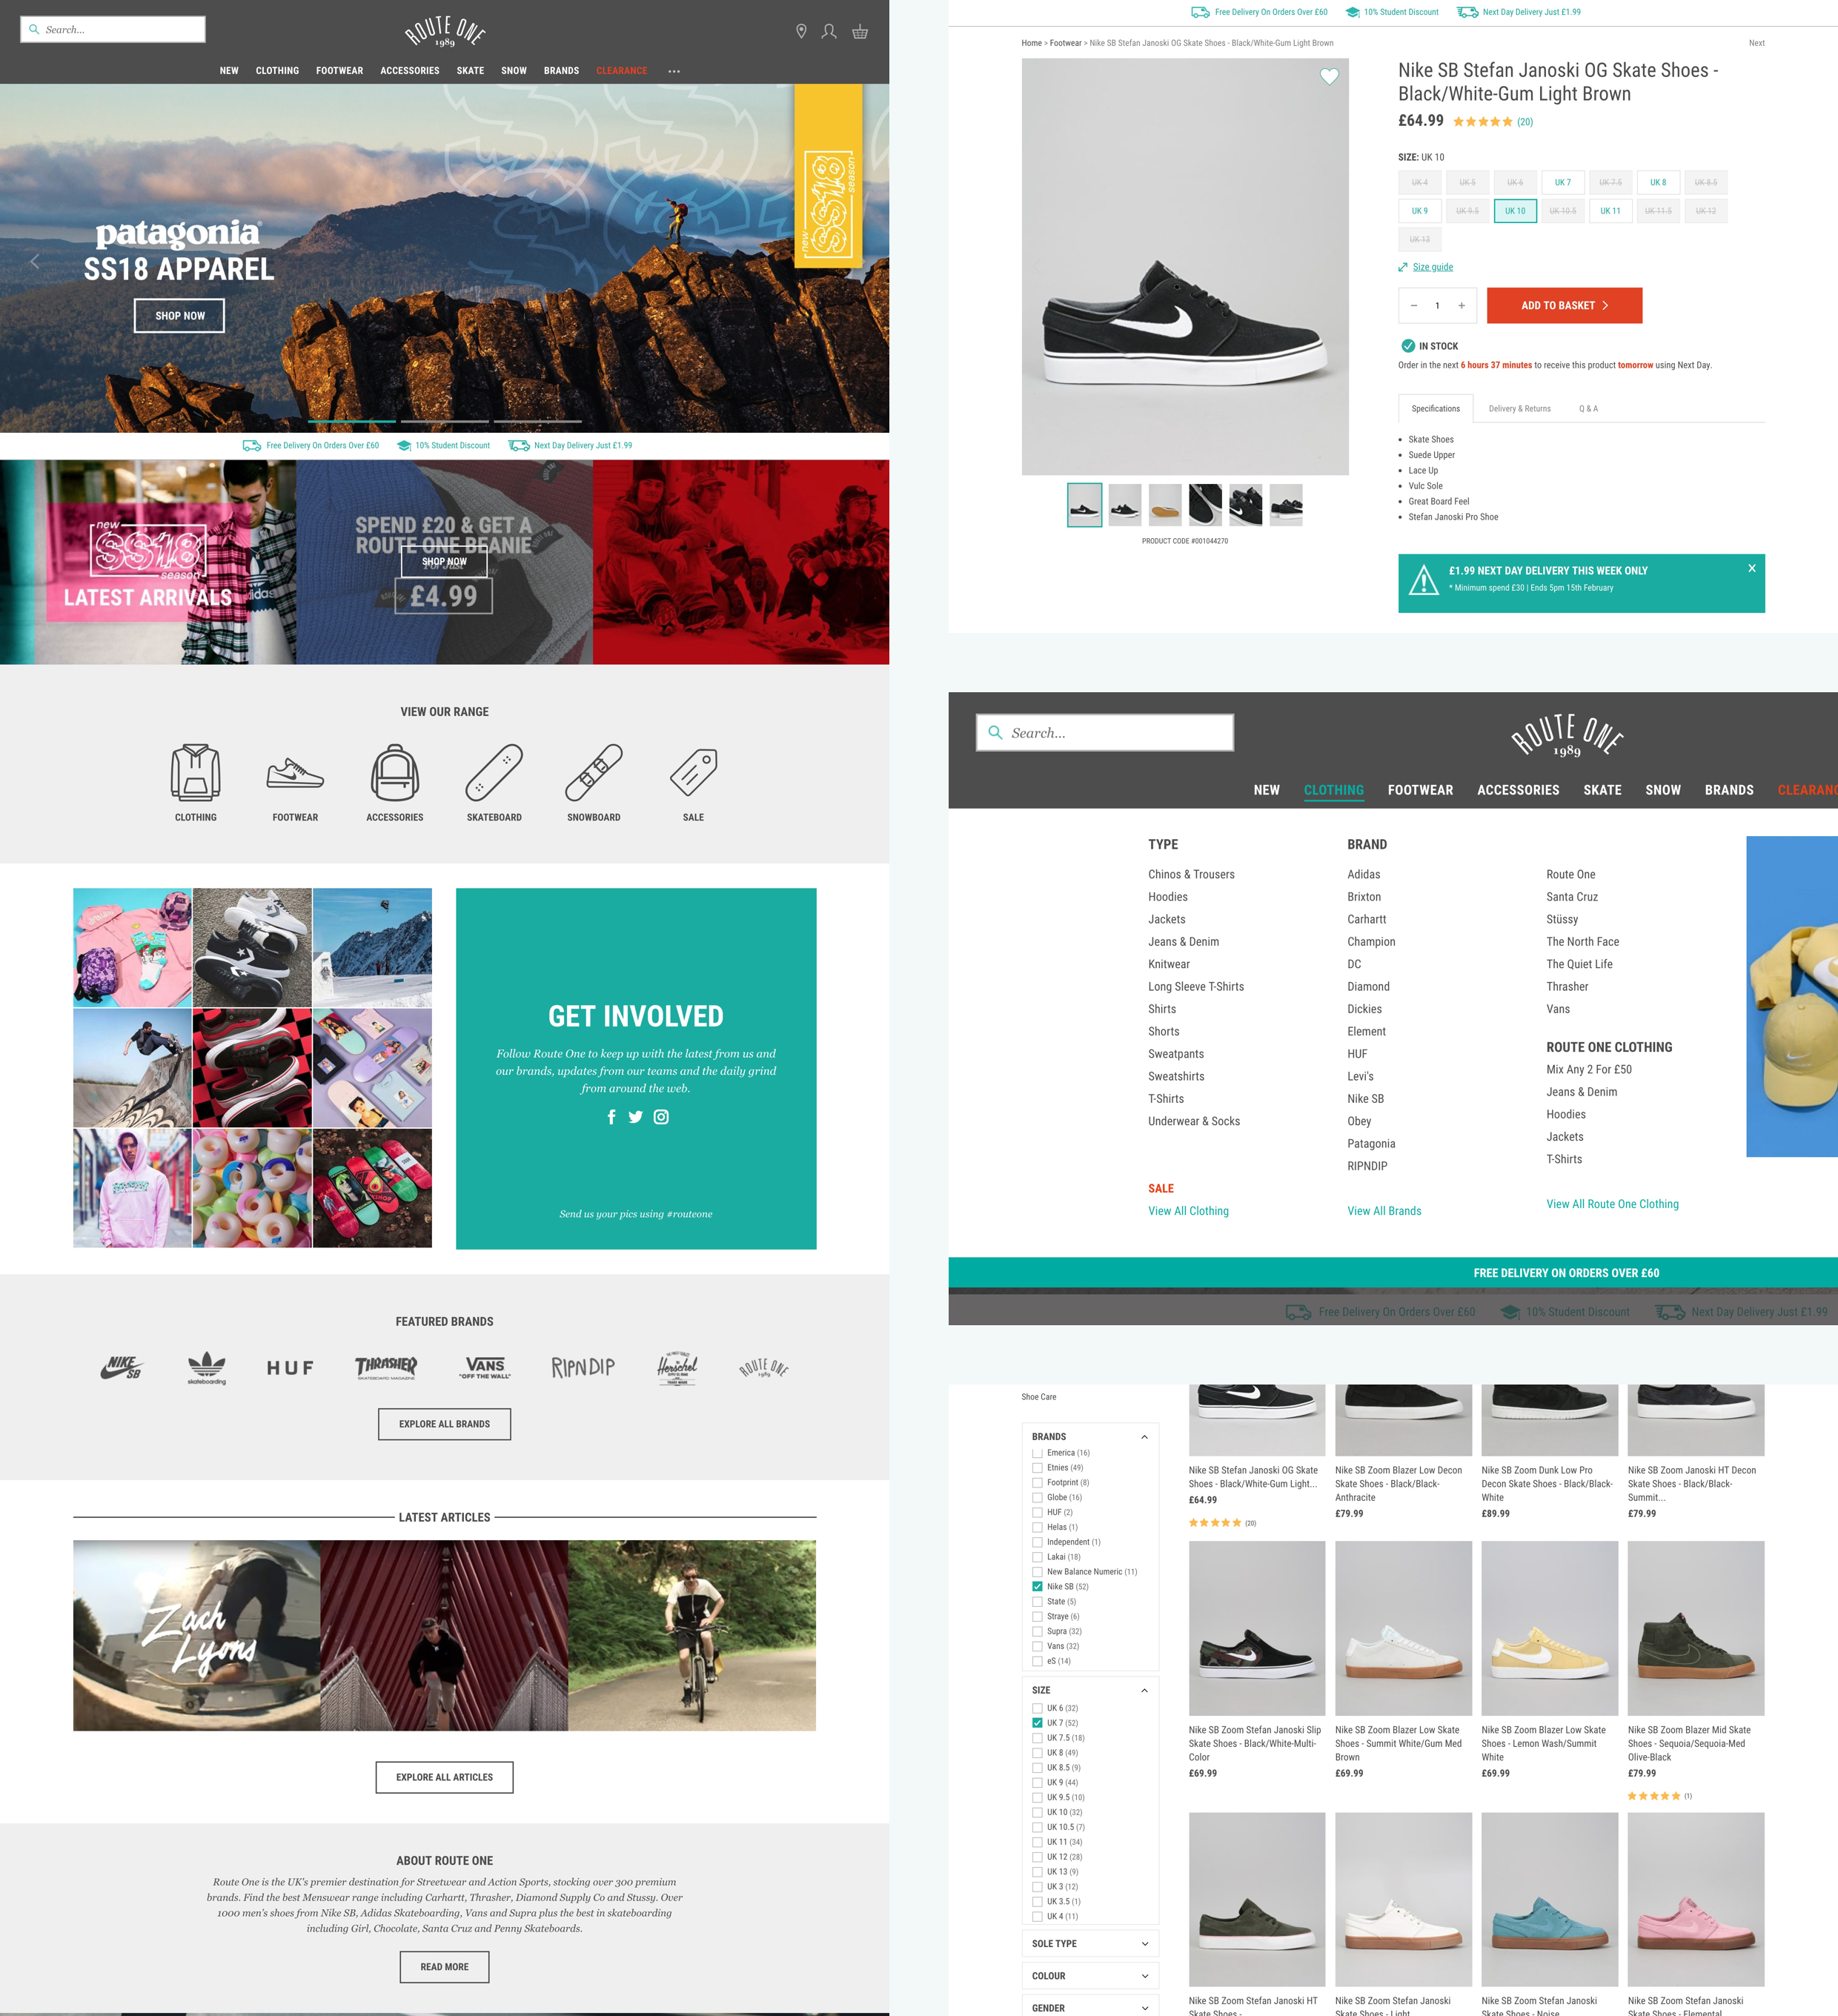 Search...
ROUTE ONE
1989
NEW CLOTHING FOOTWEAR ACCESSORIES SKATE SNOW BRANDS CLEARANCE
patagonia
SS18 APPAREL
SHOP NOW
new
SS18
season
Free Delivery On Orders Over £60 10% Student Discount Next Day Delivery Just £1.99
new
SS18
season
LATEST ARRIVALS
adidas
SPEND £20 & GET A
ROUTE ONE BEANIE
SHOP NOW
£4.99
VIEW OUR RANGE
CLOTHING FOOTWEAR ACCESSORIES SKATEBOARD SNOWBOARD SALE
GET INVOLVED
Follow Route One to keep up with the latest from us and
our brands, updates from our teams and the daily grind
from around the web.
Send us your pics using #routeone
FEATURED BRANDS
NIKE SB
skateboarding
HUF
THRASHER
SKATEBOARD MAGAZINE
VANS
"OFF THE WALL"
RIPNDIP
Herschel
ROUTE ONE
1989
EXPLORE ALL BRANDS
LATEST ARTICLES
Zach
Lyons
EXPLORE ALL ARTICLES
ABOUT ROUTE ONE
Route One is the UK's premier destination for Streetwear and Action Sports, stocking over 300 premium
brands. Find the best Menswear range including Carhartt, Thrasher, Diamond Supply Co and Stussy. Over
1000 men's shoes from Nike SB, Adidas Skateboarding, Vans and Supra plus the best in skateboarding
including Girl, Chocolate, Santa Cruz and Penny Skateboards.
READ MORE
Free Delivery On Orders Over £60 10% Student Discount Next Day Delivery Just £1.99
Home > Footwear > Nike SB Stefan Janoski OG Skate Shoes - Black/White-Gum Light Brown
Next
Nike SB Stefan Janoski OG Skate Shoes -
Black/White-Gum Light Brown
£64.99 (20)
SIZE: UK 10
UK 4 UK 5 UK 6 UK 7 UK 7.5 UK 8 UK 8.5
UK 9 UK 9.5 UK 10 UK 10.5 UK 11 UK 11.5 UK 12
UK 13
Size guide
− 1 +
ADD TO BASKET
IN STOCK
Order in the next 6 hours 37 minutes to receive this product tomorrow using Next Day.
Specifications Delivery & Returns Q & A
Skate Shoes
Suede Upper
Lace Up
Vulc Sole
Great Board Feel
Stefan Janoski Pro Shoe
PRODUCT CODE #001044270
£1.99 NEXT DAY DELIVERY THIS WEEK ONLY
X
* Minimum spend £30 | Ends 5pm 15th February
Search...
ROUTE ONE
1989
NEW CLOTHING FOOTWEAR ACCESSORIES SKATE SNOW BRANDS CLEARANC
TYPE
Chinos & Trousers
Hoodies
Jackets
Jeans & Denim
Knitwear
Long Sleeve T-Shirts
Shirts
Shorts
Sweatpants
Sweatshirts
T-Shirts
Underwear & Socks
SALE
View All Clothing
BRAND
Adidas
Brixton
Carhartt
Champion
DC
Diamond
Dickies
Element
HUF
Levi's
Nike SB
Obey
Patagonia
RIPNDIP
View All Brands
Route One
Santa Cruz
Stüssy
The North Face
The Quiet Life
Thrasher
Vans
ROUTE ONE CLOTHING
Mix Any 2 For £50
Jeans & Denim
Hoodies
Jackets
T-Shirts
View All Route One Clothing
FREE DELIVERY ON ORDERS OVER £60
Free Delivery On Orders Over £60 10% Student Discount Next Day Delivery Just £1.99
Shoe Care
BRANDS
Emerica (16)
Etnies (49)
Footprint (8)
Globe (16)
HUF (2)
Helas (1)
Independent (1)
Lakai (18)
New Balance Numeric (11)
Nike SB (52)
State (5)
Straye (6)
Supra (32)
Vans (32)
eS (14)
SIZE
UK 6 (32)
UK 7 (52)
UK 7.5 (18)
UK 8 (49)
UK 8.5 (9)
UK 9 (44)
UK 9.5 (10)
UK 10 (32)
UK 10.5 (7)
UK 11 (34)
UK 12 (28)
UK 13 (9)
UK 3 (12)
UK 3.5 (1)
UK 4 (11)
SOLE TYPE
COLOUR
GENDER
Nike SB Stefan Janoski OG Skate
Shoes - Black/White-Gum Light...
£64.99
(20)
Nike SB Zoom Blazer Low Decon
Skate Shoes - Black/Black-
Anthracite
£79.99
Nike SB Zoom Dunk Low Pro
Decon Skate Shoes - Black/Black-
White
£89.99
Nike SB Zoom Janoski HT Decon
Skate Shoes - Black/Black-
Summit...
£79.99
Nike SB Zoom Stefan Janoski Slip
Skate Shoes - Black/White-Multi-
Color
£69.99
Nike SB Zoom Blazer Low Skate
Shoes - Summit White/Gum Med
Brown
£69.99
Nike SB Zoom Blazer Low Skate
Shoes - Lemon Wash/Summit
White
£69.99
Nike SB Zoom Blazer Mid Skate
Shoes - Sequoia/Sequoia-Med
Olive-Black
£79.99
(1)
Nike SB Zoom Stefan Janoski HT
Skate Shoes -
Nike SB Zoom Stefan Janoski
Skate Shoes - Light
Nike SB Zoom Stefan Janoski
Skate Shoes - Noise
Nike SB Zoom Stefan Janoski
Skate Shoes - Elemental